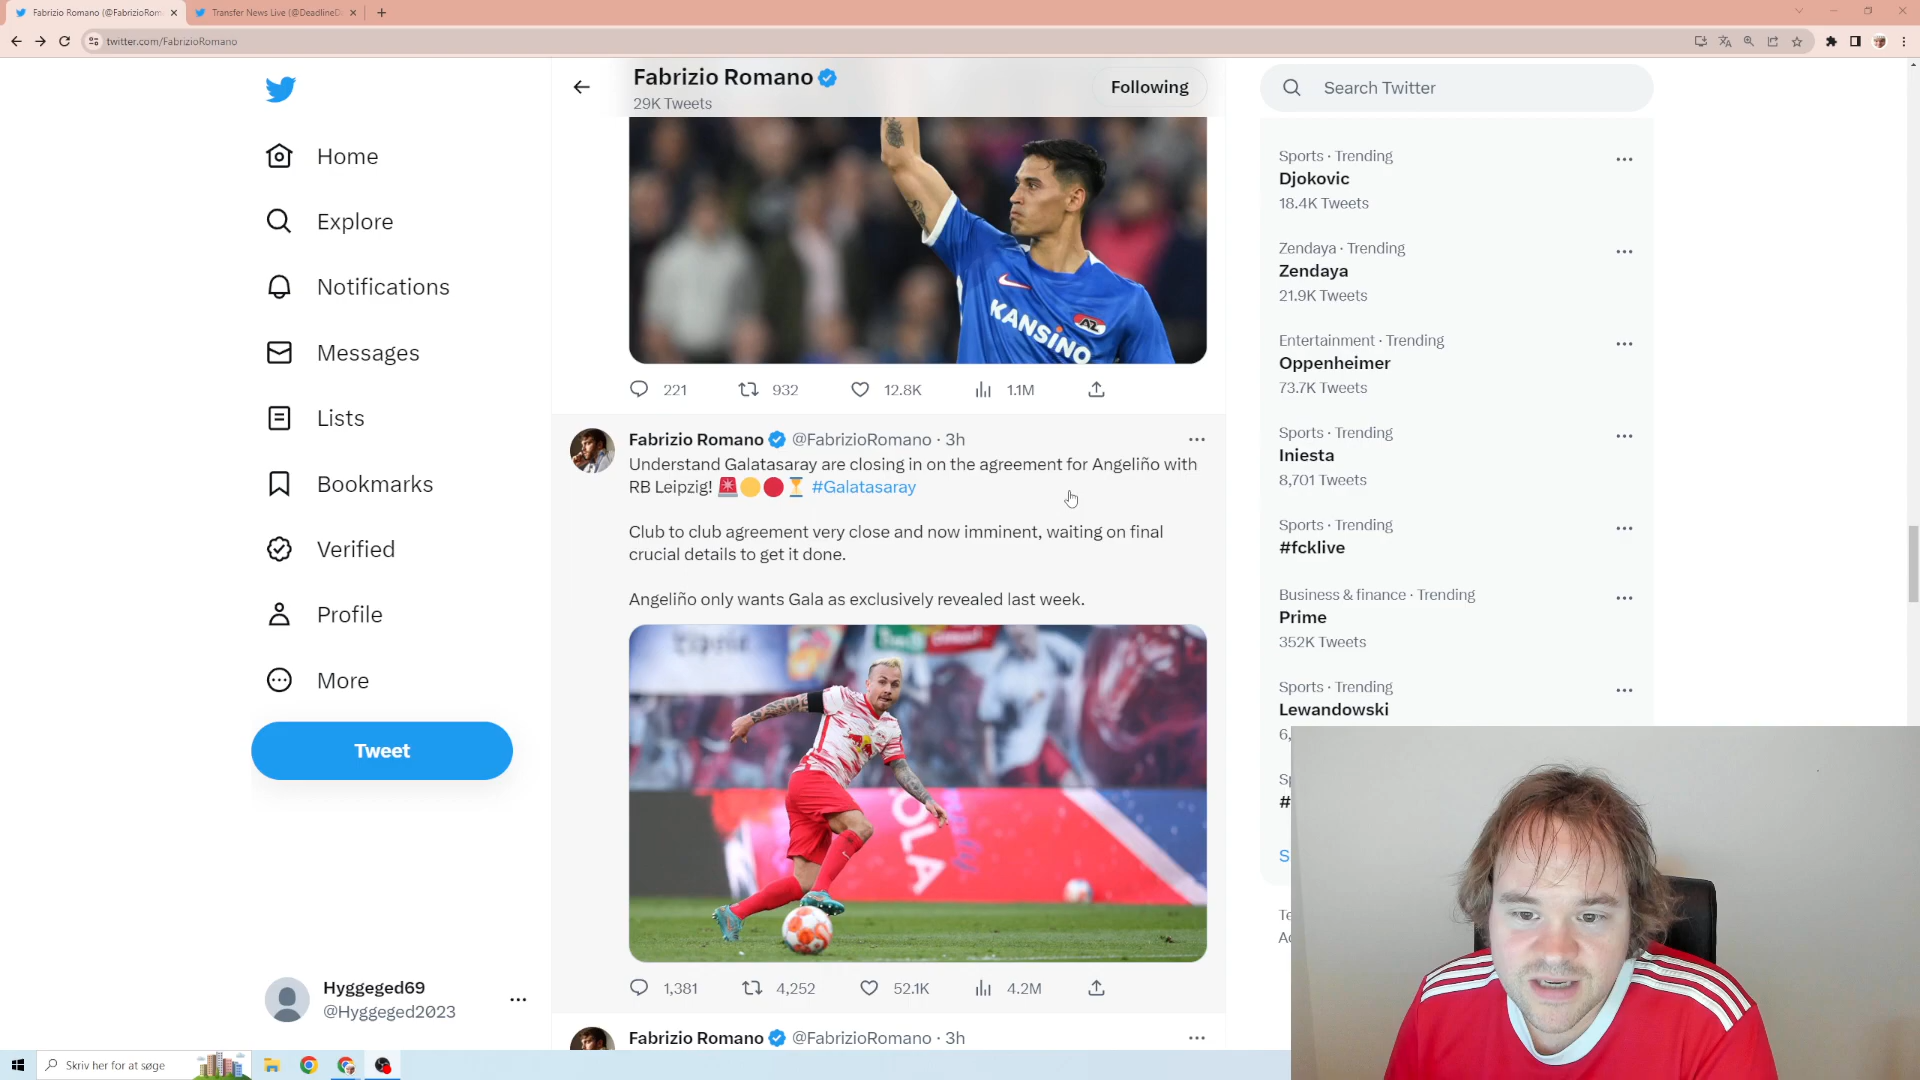 Fabrizio Romano (@FabrizioRom
Transfer News Live (@DeadlineD
twitter.com/FabrizioRomano
Fabrizio Romano
29K Tweets
Following
Search Twitter
Home
Explore
Notifications
Messages
Lists
Bookmarks
Verified
Profile
More
Tweet
Hyggeged69
@Hyggeged2023
KANSINO
AZ
221
932
12.8K
1.1M
Fabrizio Romano @FabrizioRomano · 3h
Understand Galatasaray are closing in on the agreement for Angeliño with
RB Leipzig! #Galatasaray
Club to club agreement very close and now imminent, waiting on final
crucial details to get it done.
Angeliño only wants Gala as exclusively revealed last week.
OLA
1,381
4,252
52.1K
4.2M
Fabrizio Romano @FabrizioRomano · 3h
Sports · Trending
Djokovic
18.4K Tweets
Zendaya · Trending
Zendaya
21.9K Tweets
Entertainment · Trending
Oppenheimer
73.7K Tweets
Sports · Trending
Iniesta
8,701 Tweets
Sports · Trending
#fcklive
Business & finance · Trending
Prime
352K Tweets
Sports · Trending
Lewandowski
6,
Sp
#
S
Te
Ac
Skriv her for at søge